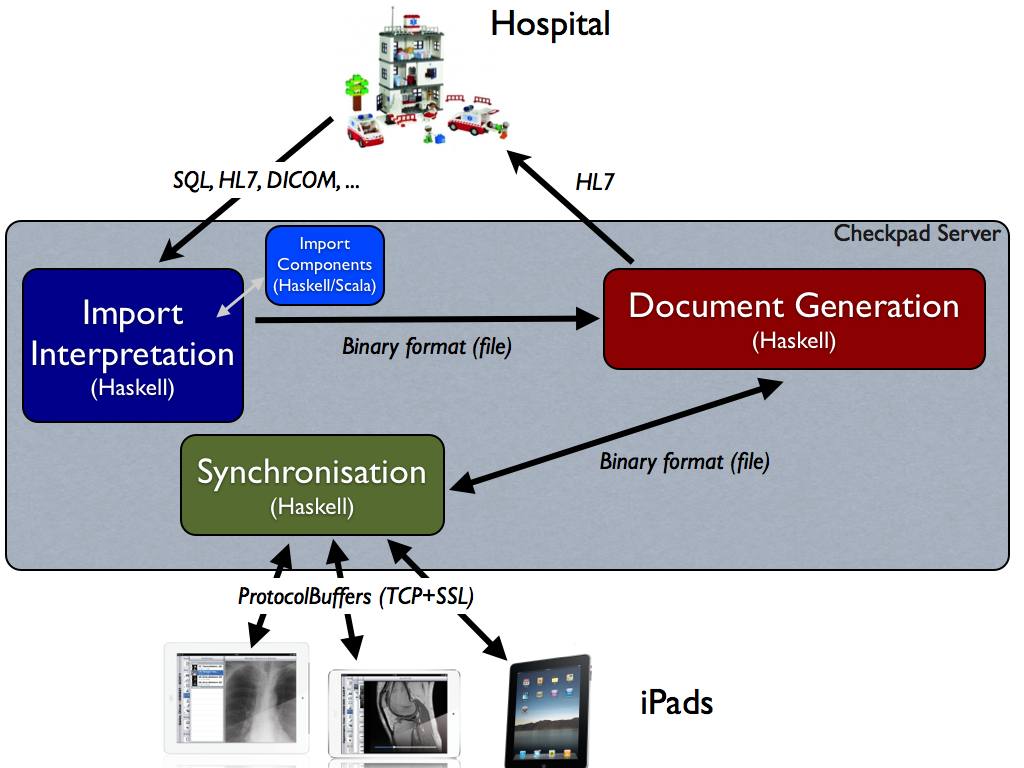 Hospital
SQL, HL7, DICOM, ...
HL7
Checkpad Server
Import
Components
(Haskell/Scala)
Import
Interpretation
(Haskell)
Document Generation
(Haskell)
Binary format (file)
Synchronisation
(Haskell)
Binary format (file)
ProtocolBuffers (TCP+SSL)
iPads